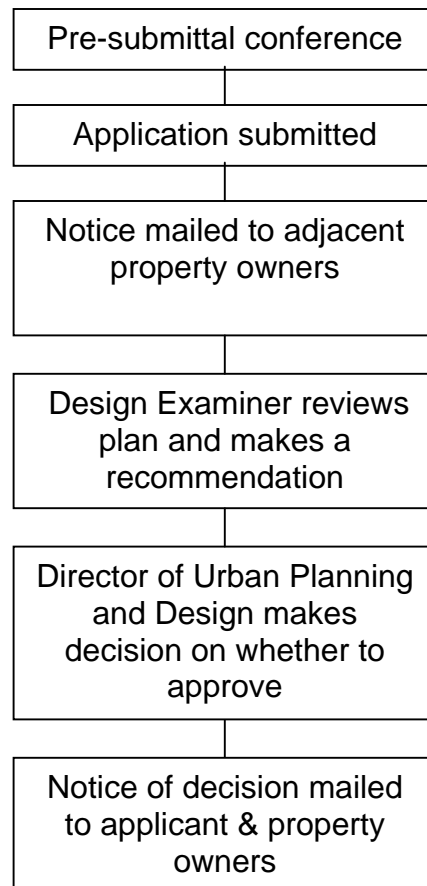 Pre-submittal conference
Application submitted
Notice mailed to adjacent
property owners
Design Examiner reviews
plan and makes a
recommendation
Director of Urban Planning
and Design makes
decision on whether to
approve
Notice of decision mailed
to applicant & property
owners